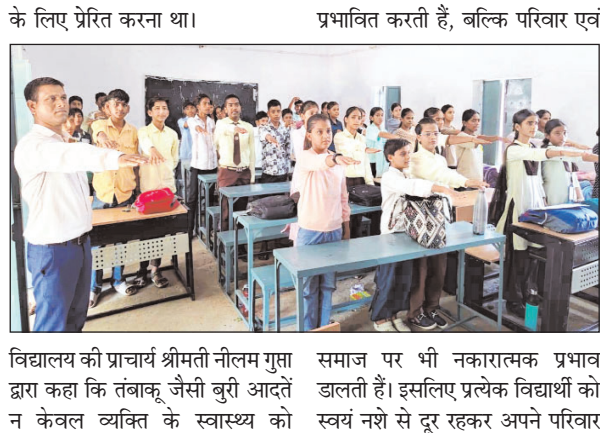 के लिए प्रेरित करना था।
विद्यालय की प्राचार्य श्रीमती नीलम गुप्ता
द्वारा कहा कि तंबाकू जैसी बुरी आदतें
न केवल व्यक्ति के स्वास्थ्य को
प्रभावित करती हैं, बल्कि परिवार एवं
समाज पर भी नकारात्मक प्रभाव
डालती हैं। इसलिए प्रत्येक विद्यार्थी को
स्वयं नशे से दूर रहकर अपने परिवार